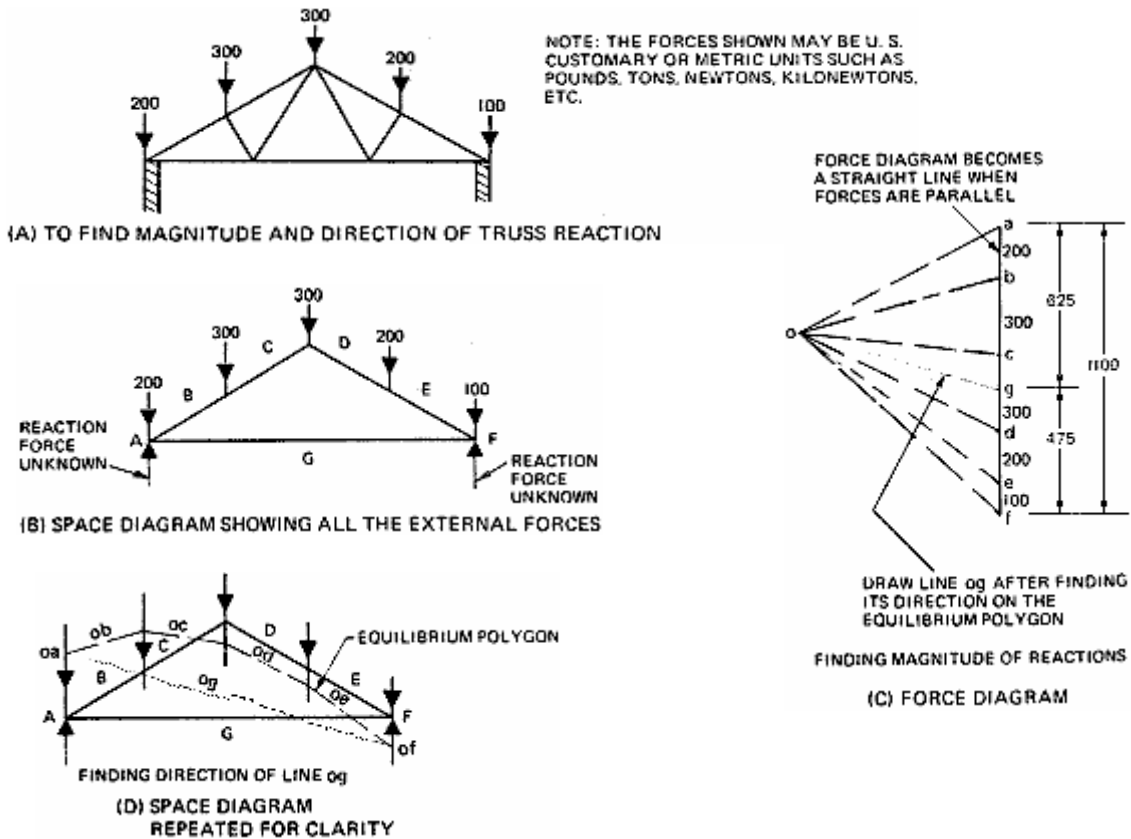 300
300
200
200
100
NOTE: THE FORCES SHOWN MAY BE U. S.
CUSTOMARY OR METRIC UNITS SUCH AS
POUNDS, TONS, NEWTONS, KILONEWTONS,
ETC.
(A) TO FIND MAGNITUDE AND DIRECTION OF TRUSS REACTION
300
300
C
D
200
200
B
E
100
REACTION
FORCE
UNKNOWN
A
F
G
REACTION
FORCE
UNKNOWN
(B) SPACE DIAGRAM SHOWING ALL THE EXTERNAL FORCES
FORCE DIAGRAM BECOMES
A STRAIGHT LINE WHEN
FORCES ARE PARALLEL
a
200
b
625
300
o
c
1100
g
300
d
475
200
e
100
f
DRAW LINE og AFTER FINDING
ITS DIRECTION ON THE
EQUILIBRIUM POLYGON
FINDING MAGNITUDE OF REACTIONS
(C) FORCE DIAGRAM
oa
ob
oc
C
D
EQUILIBRIUM POLYGON
od
B
og
E
oe
A
F
G
of
FINDING DIRECTION OF LINE og
(D) SPACE DIAGRAM
REPEATED FOR CLARITY